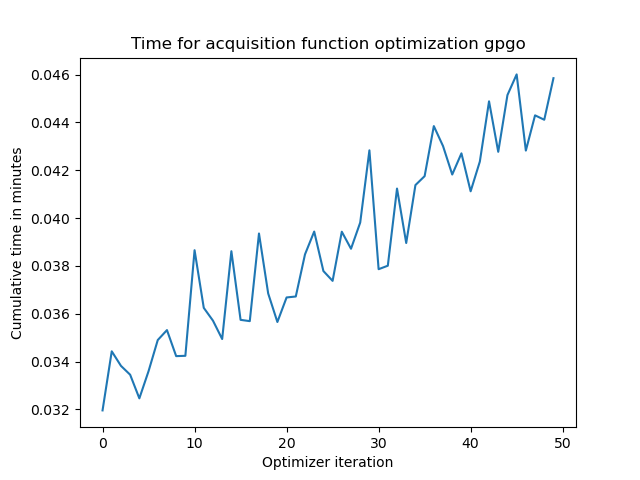 Time for acquisition function optimization gpgo
0.046
0.044
0.042
0.040
0.038
0.036
0.034
0.032
Cumulative time in minutes
0 10 20 30 40 50
Optimizer iteration